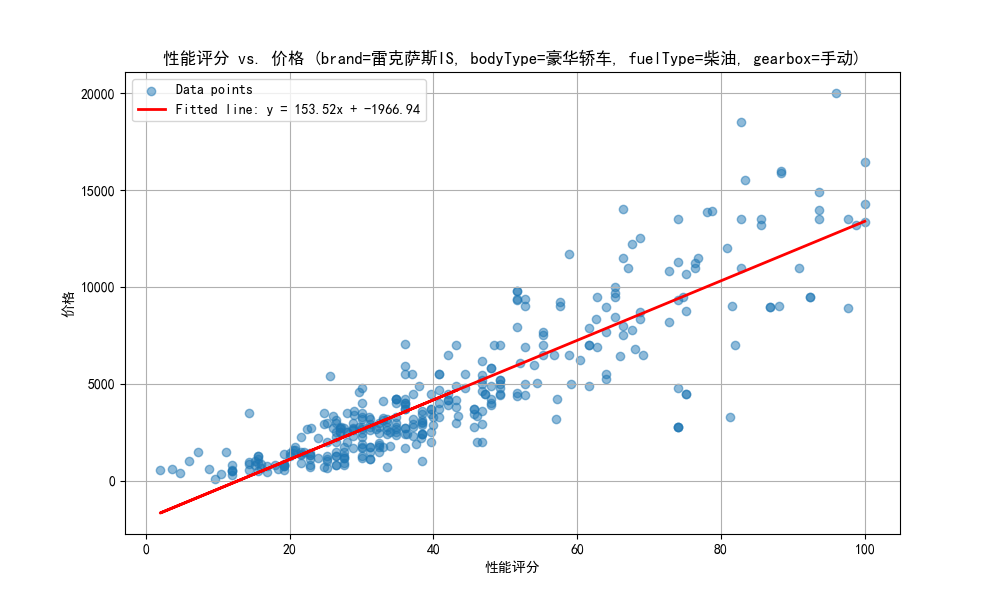 性能评分 vs. 价格 (brand=雷克萨斯IS, bodyType=豪华轿车, fuelType=柴油, gearbox=手动)
Data points
Fitted line: y = 153.52x + -1966.94
价格
20000
15000
10000
5000
0
0 20 40 60 80 100
性能评分